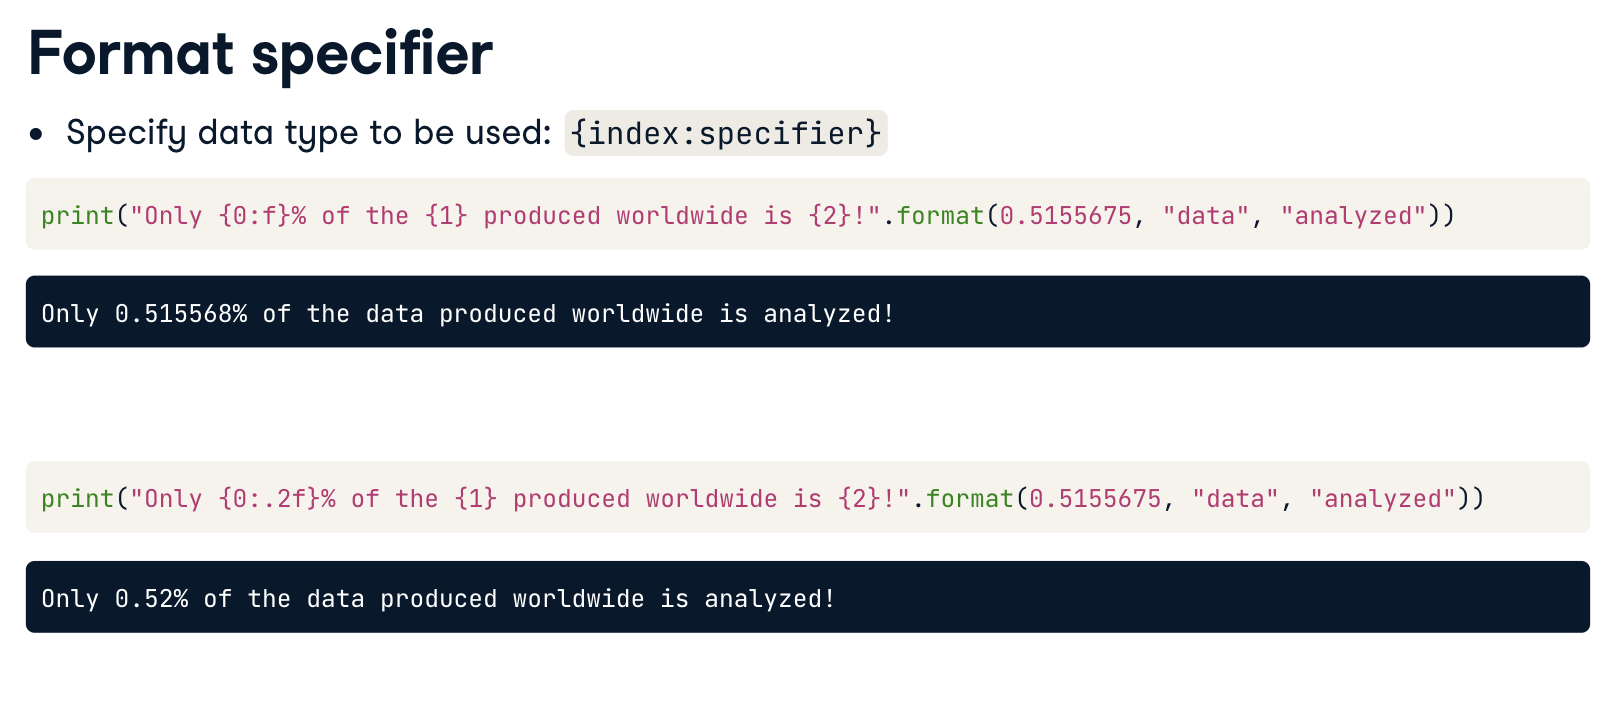 Format specifier
• Specify data type to be used: {index:specifier}
print("Only {0:f}% of the {1} produced worldwide is {2}!".format(0.5155675, "data", "analyzed"))
Only 0.515568% of the data produced worldwide is analyzed!
print("Only {0:.2f}% of the {1} produced worldwide is {2}!".format(0.5155675, "data", "analyzed"))
Only 0.52% of the data produced worldwide is analyzed!